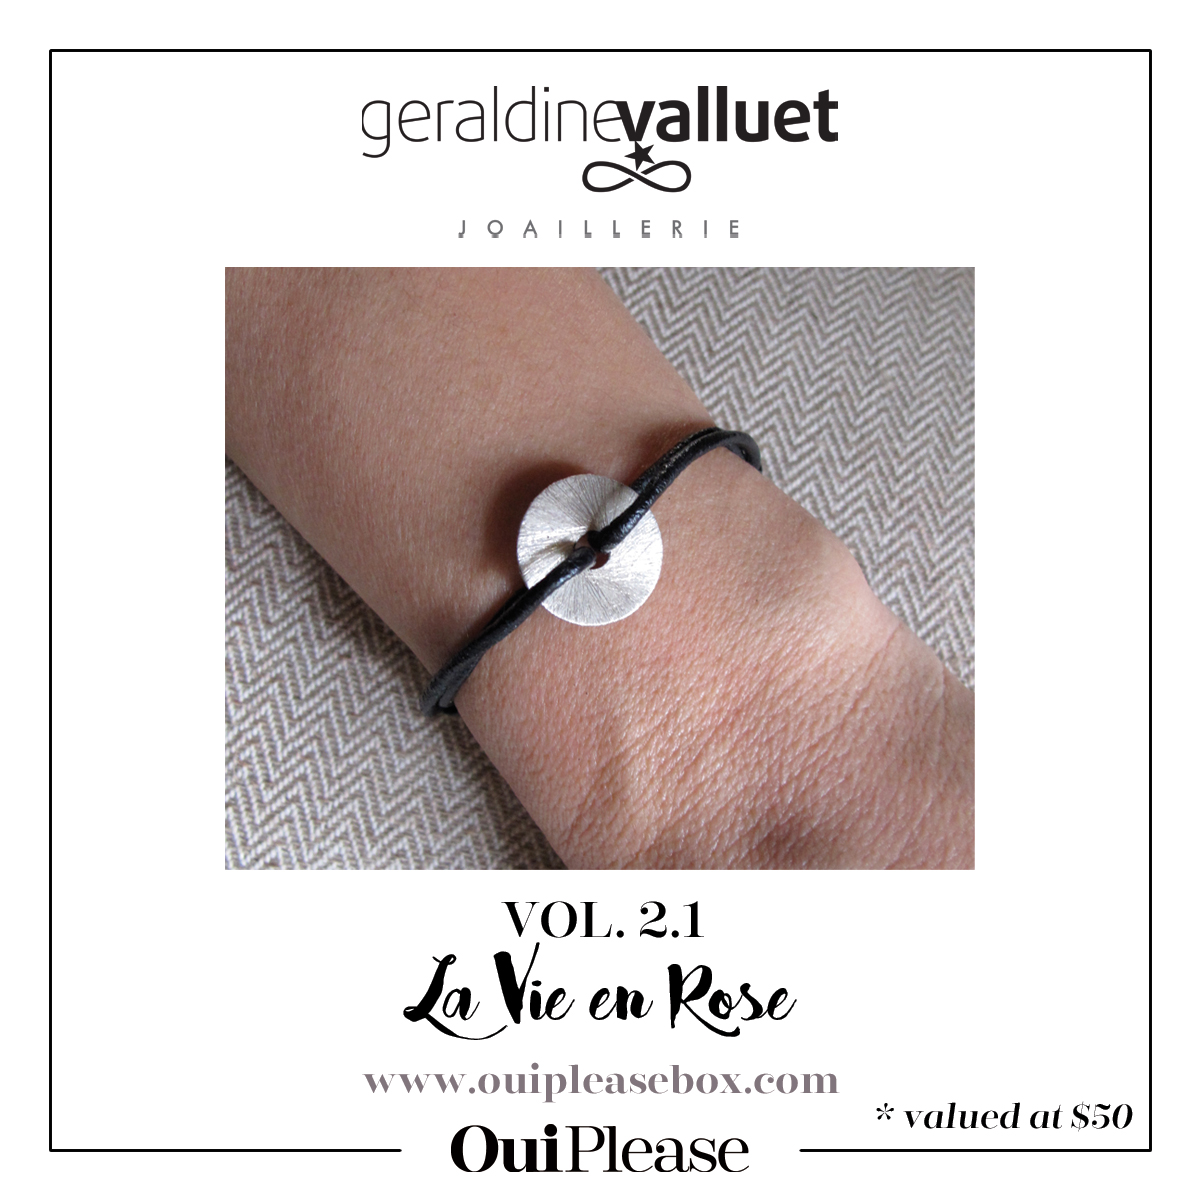 geraldinevalluet
JOAILLERIE
VOL. 2.1
La Vie en Rose
www.ouipleasebox.com
* valued at $50
OuiPlease